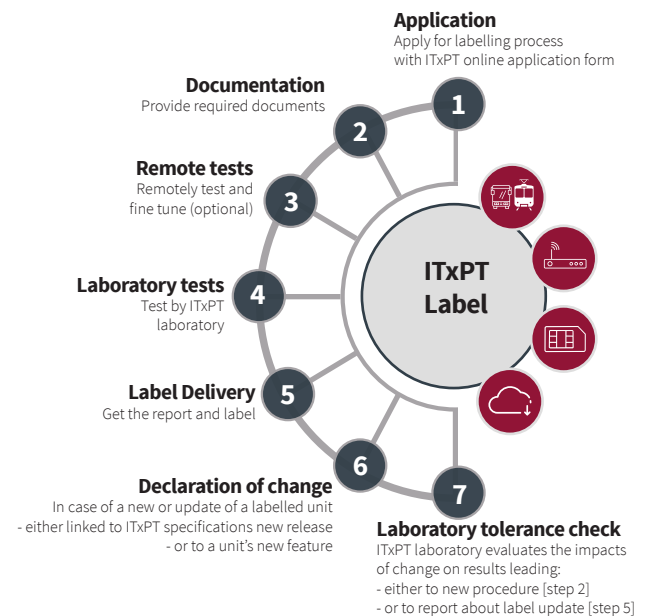 Application
Apply for labelling process
with ITxPT online application form
1
Documentation
Provide required documents
2
Remote tests
Remotely test and
fine tune (optional)
3
Laboratory tests
Test by ITxPT
laboratory
4
Label Delivery
Get the report and label
5
Declaration of change
In case of a new or update of a labelled unit
- either linked to ITxPT specifications new release
- or to a unit's new feature
6
7
Laboratory tolerance check
ITxPT laboratory evaluates the impacts
of change on results leading:
- either to new procedure [step 2]
- or to report about label update [step 5]
ITxPT
Label